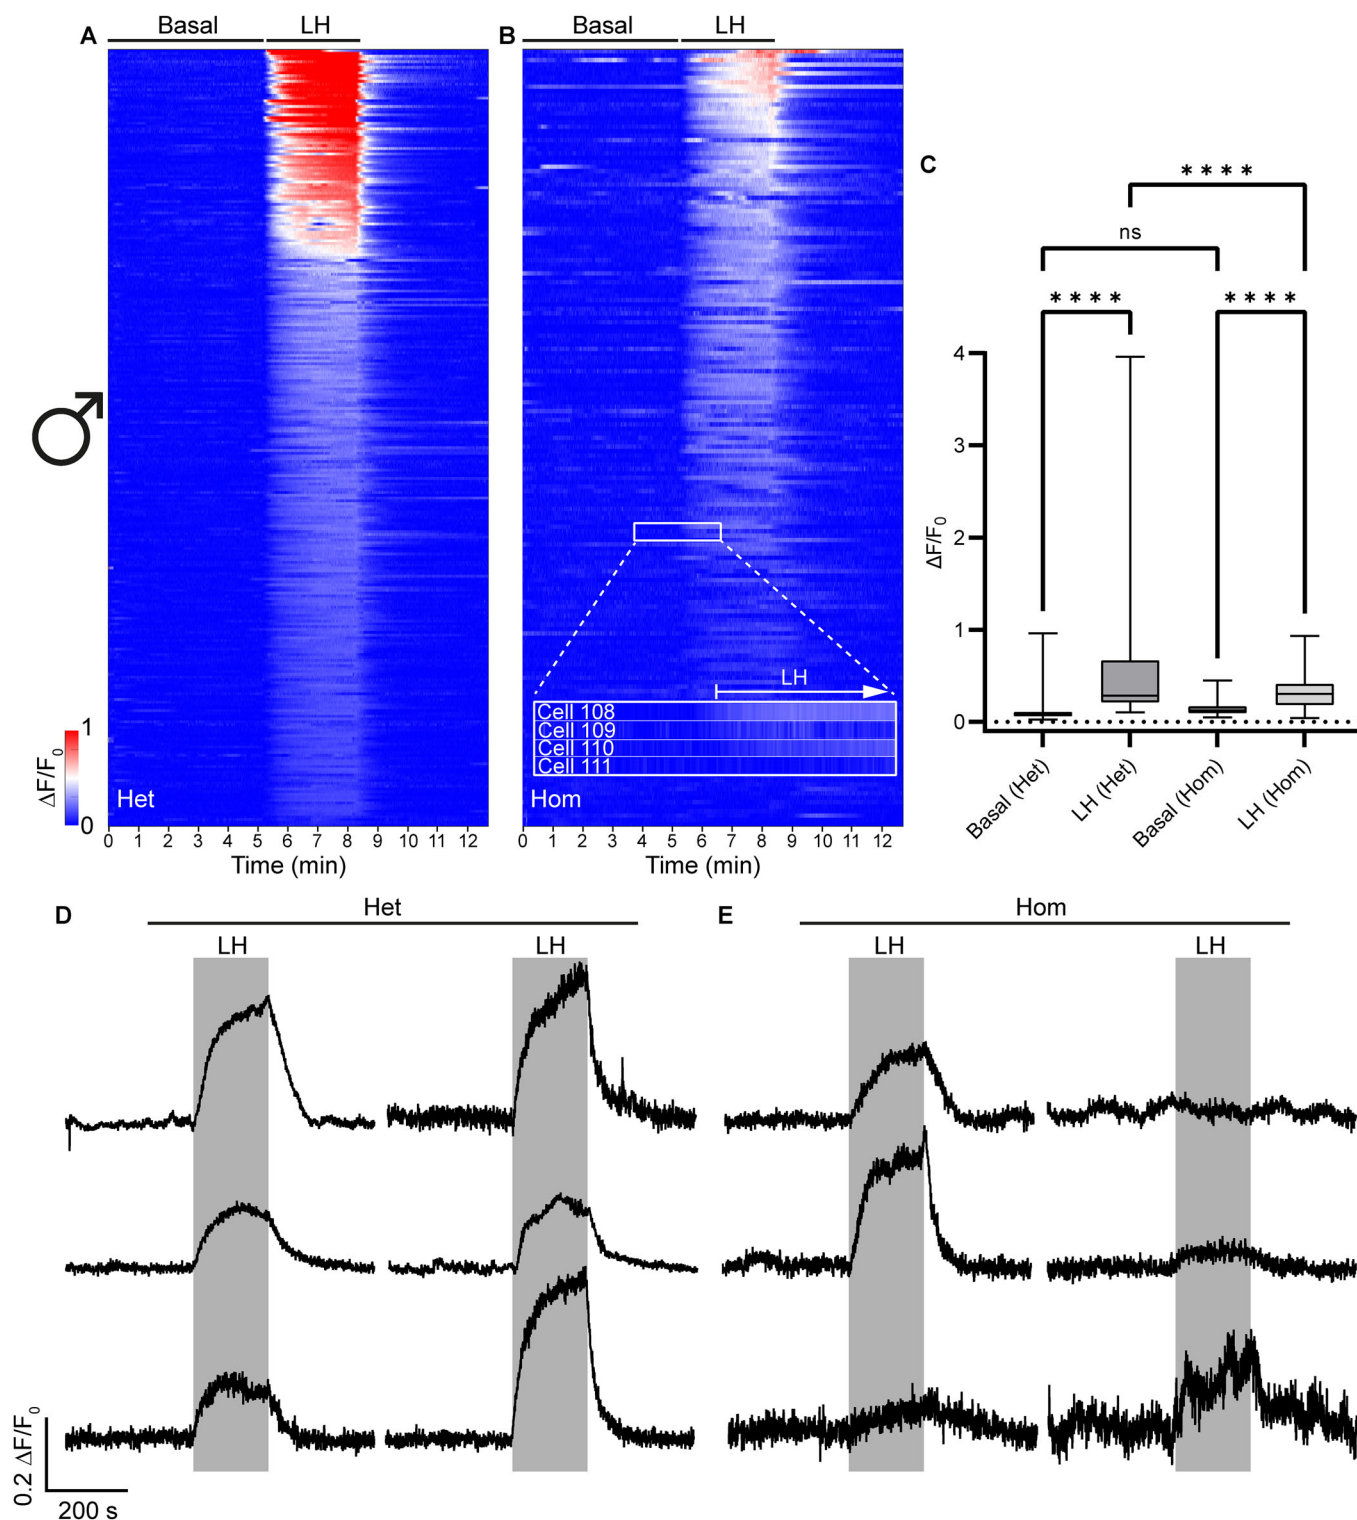 A
Basal
LH
B
Basal
LH
1
0
ΔF/F0
Het
0 1 2 3 4 5 6 7 8 9 10 11 12
Time (min)
LH
Cell 108
Cell 109
Cell 110
Cell 111
Hom
0 1 2 3 4 5 6 7 8 9 10 11 12
Time (min)
C
****
ns
****
****
4
3
2
1
0
ΔF/F0
Basal (Het)
LH (Het)
Basal (Hom)
LH (Hom)
D
Het
LH
LH
E
Hom
LH
LH
0.2 ΔF/F0
200 s